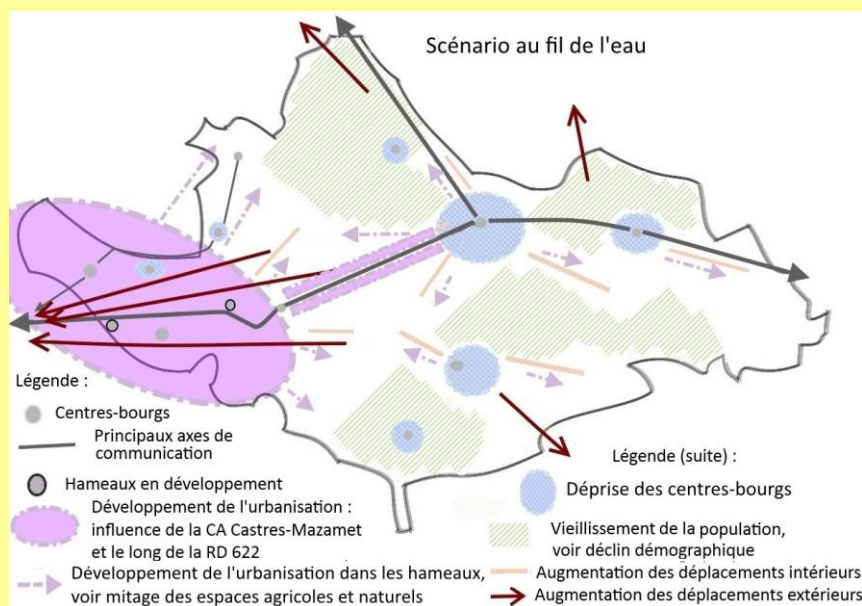 Scénario au fil de l'eau
Légende :
Centres-bourgs
Principaux axes de
communication
Hameaux en développement
Développement de l'urbanisation :
influence de la CA Castres-Mazamet
et le long de la RD 622
Développement de l'urbanisation dans les hameaux,
voir mitage des espaces agricoles et naturels
Légende (suite) :
Déprise des centres-bourgs
Vieillissement de la population,
voir déclin démographique
Augmentation des déplacements intérieurs
Augmentation des déplacements extérieurs